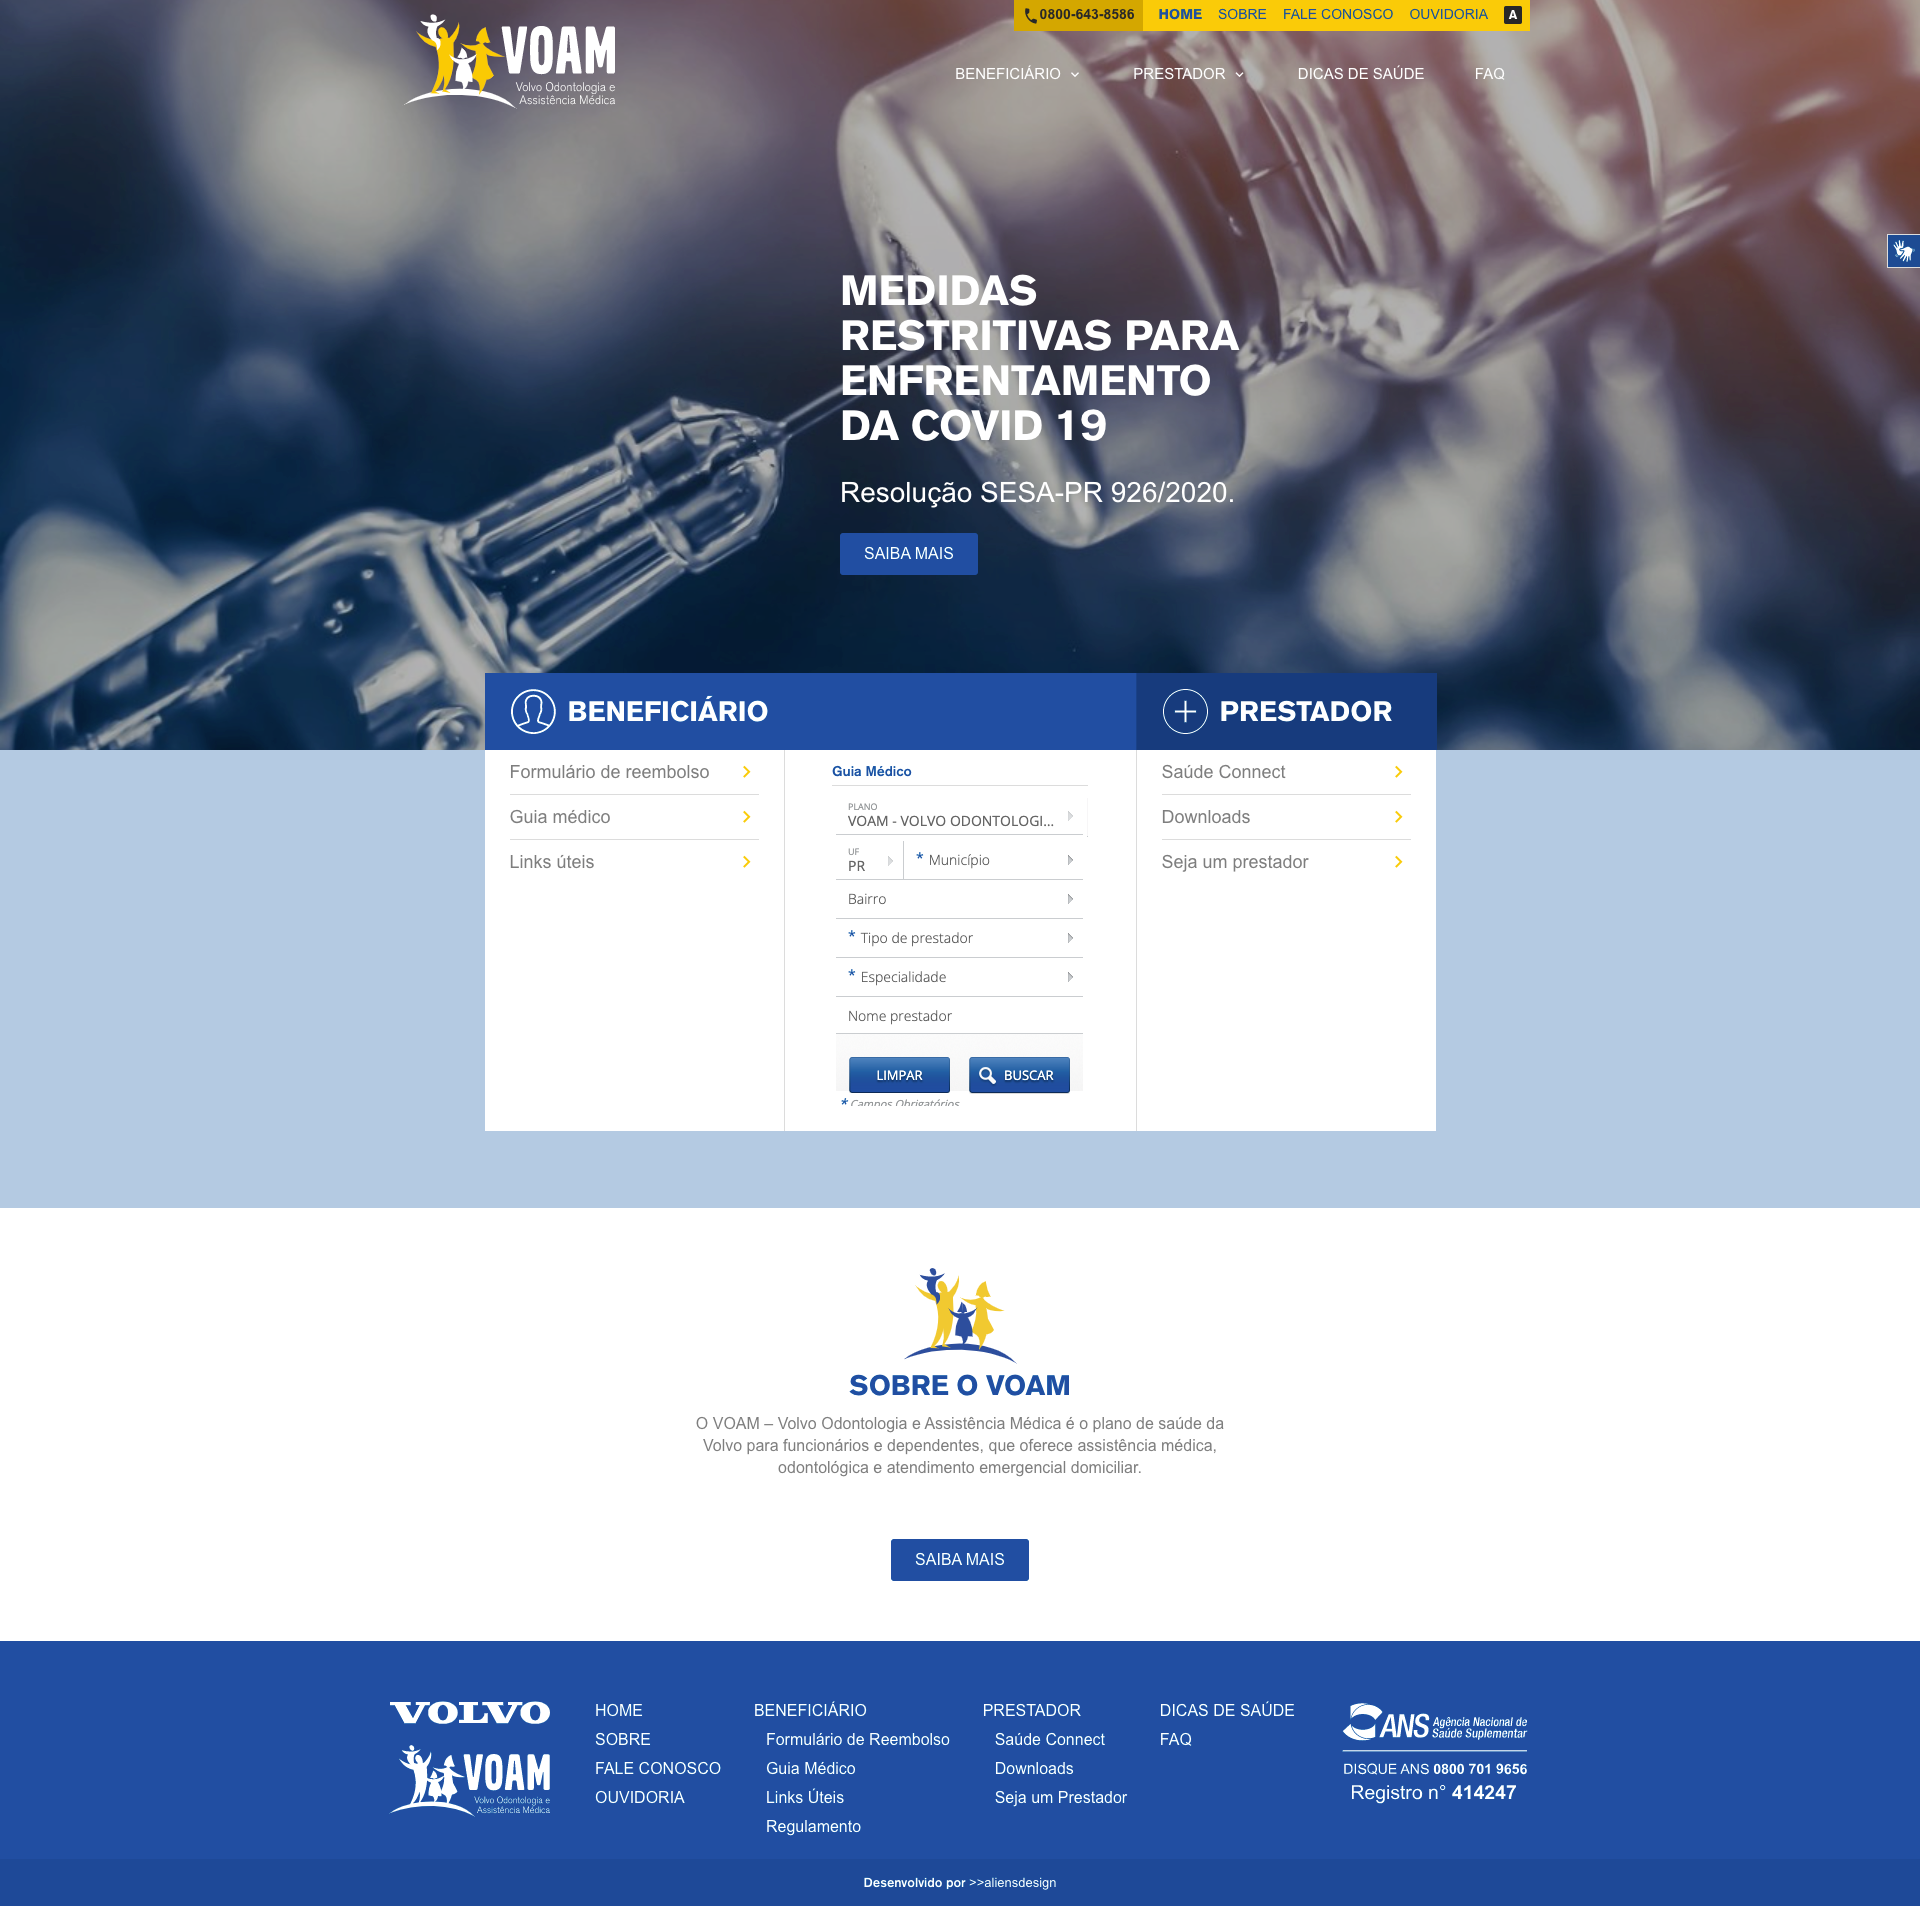 0800-643-8586
HOME SOBRE FALE CONOSCO OUVIDORIA A
VOAM
Volvo Odontologia e
Assistência Médica
BENEFICIÁRIO PRESTADOR DICAS DE SAÚDE FAQ
MEDIDAS
RESTRITIVAS PARA
ENFRENTAMENTO
DA COVID 19
Resolução SESA-PR 926/2020.
SAIBA MAIS
BENEFICIÁRIO
Formulário de reembolso
Guia médico
Links úteis
Guia Médico
PLANO
VOAM - VOLVO ODONTOLOGI...
UF
PR
* Município
Bairro
* Tipo de prestador
* Especialidade
Nome prestador
LIMPAR BUSCAR
* Campos Obrigatórios
PRESTADOR
Saúde Connect
Downloads
Seja um prestador
SOBRE O VOAM
O VOAM – Volvo Odontologia e Assistência Médica é o plano de saúde da
Volvo para funcionários e dependentes, que oferece assistência médica,
odontológica e atendimento emergencial domiciliar.
SAIBA MAIS
VOLVO
VOAM
Volvo Odontologia e
Assistência Médica
HOME
SOBRE
FALE CONOSCO
OUVIDORIA
BENEFICIÁRIO
Formulário de Reembolso
Guia Médico
Links Úteis
Regulamento
PRESTADOR
Saúde Connect
Downloads
Seja um Prestador
DICAS DE SAÚDE
FAQ
ANS Agência Nacional de
Saúde Suplementar
DISQUE ANS 0800 701 9656
Registro n° 414247
Desenvolvido por >>aliensdesign